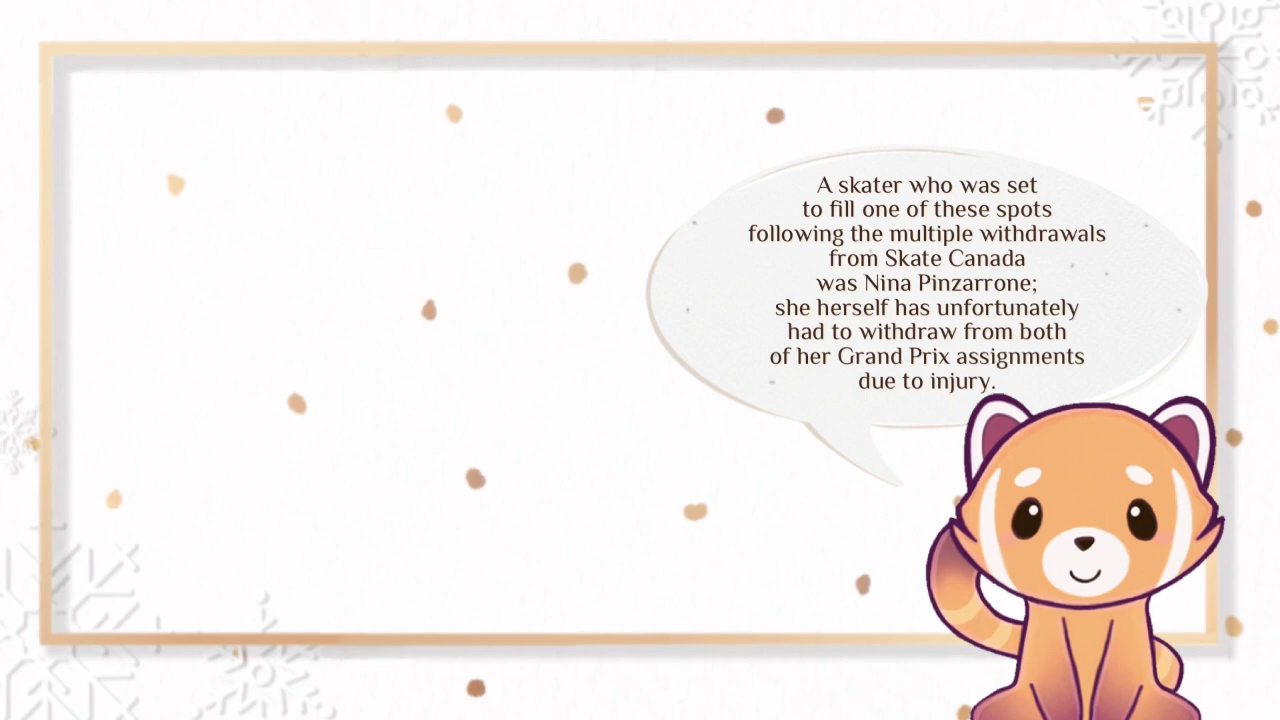 A skater who was set
to fill one of these spots
following the multiple withdrawals
from Skate Canada
was Nina Pinzarrone;
she herself has unfortunately
had to withdraw from both
of her Grand Prix assignments
due to injury.